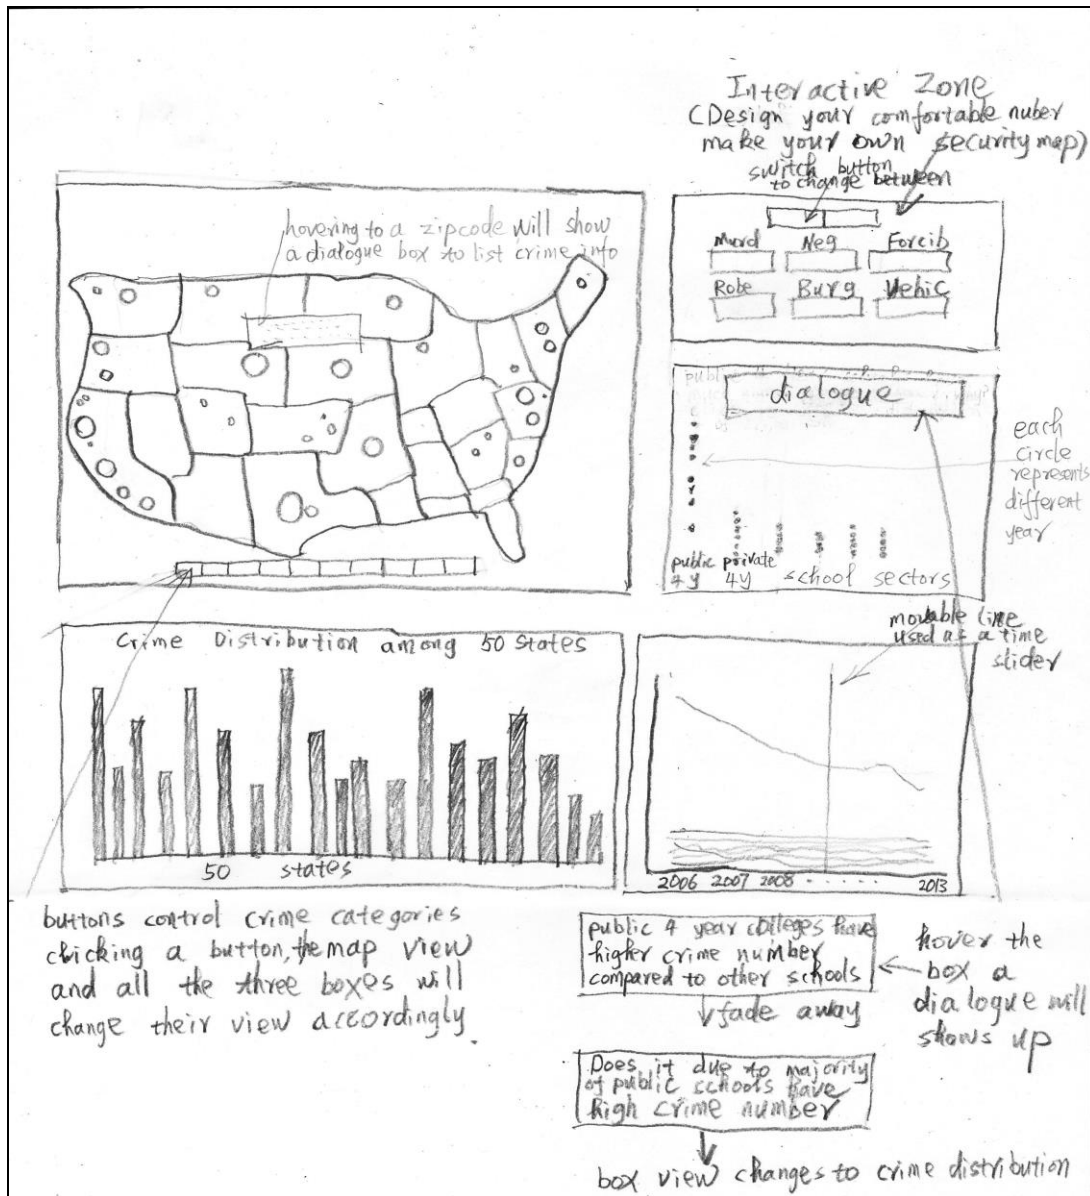 Interactive Zone
(Design your comfortable nuber
make your own security map)
switch button
to change between
Murd Neg Forcib
Robe Burg Vehic
hovering to a zipcode will show
a dialogue box to list crime info
dialogue
each
circle
represents
different
year
public private
4y 4y school sectors
Crime Distribution among 50 states
50 states
movable line
used as a time
slider
2006 2007 2008 . . . . . . 2013
buttons control crime categories
clicking a button, the map view
and all the three boxes will
change their view accordingly.
public 4 year colleges have
higher crime number
compared to other schools
hover the
box a
dialogue will
shows up
fade away
Does it due to majority
of public schools have
high crime number
box view changes to crime distribution